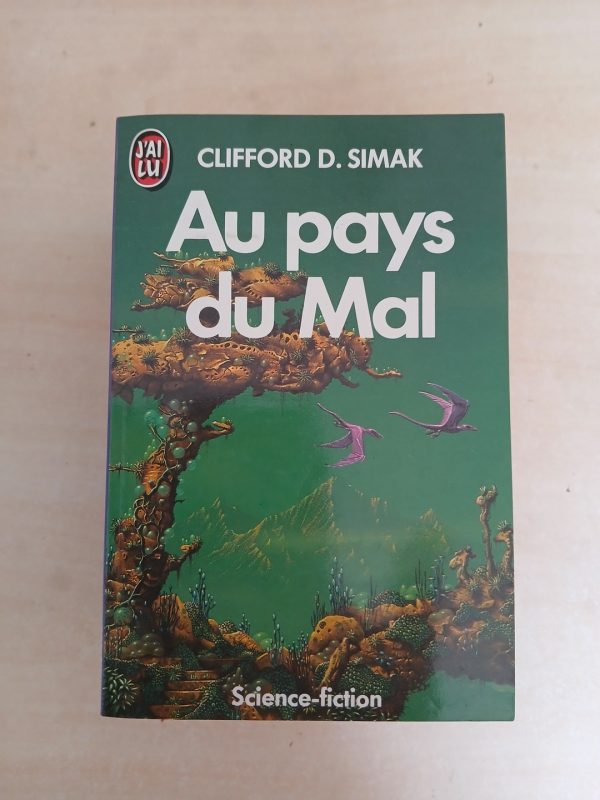 J'AI
LU
CLIFFORD D. SIMAK
Au pays
du Mal
Science-fiction